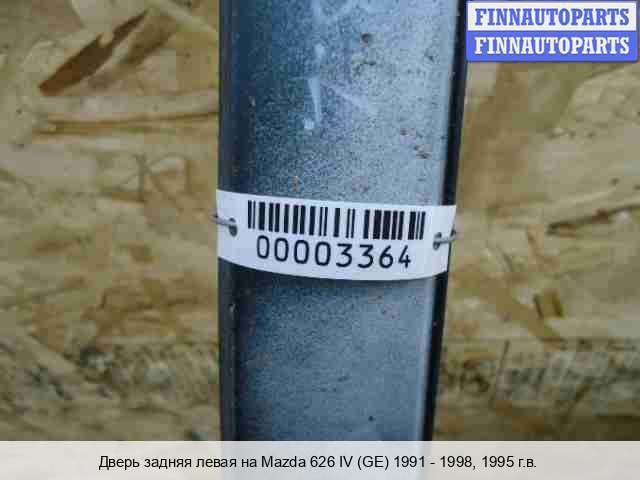 FINNAUTOPARTS
FINNAUTOPARTS
00003364
Дверь задняя левая на Mazda 626 IV (GE) 1991 - 1998, 1995 г.в.